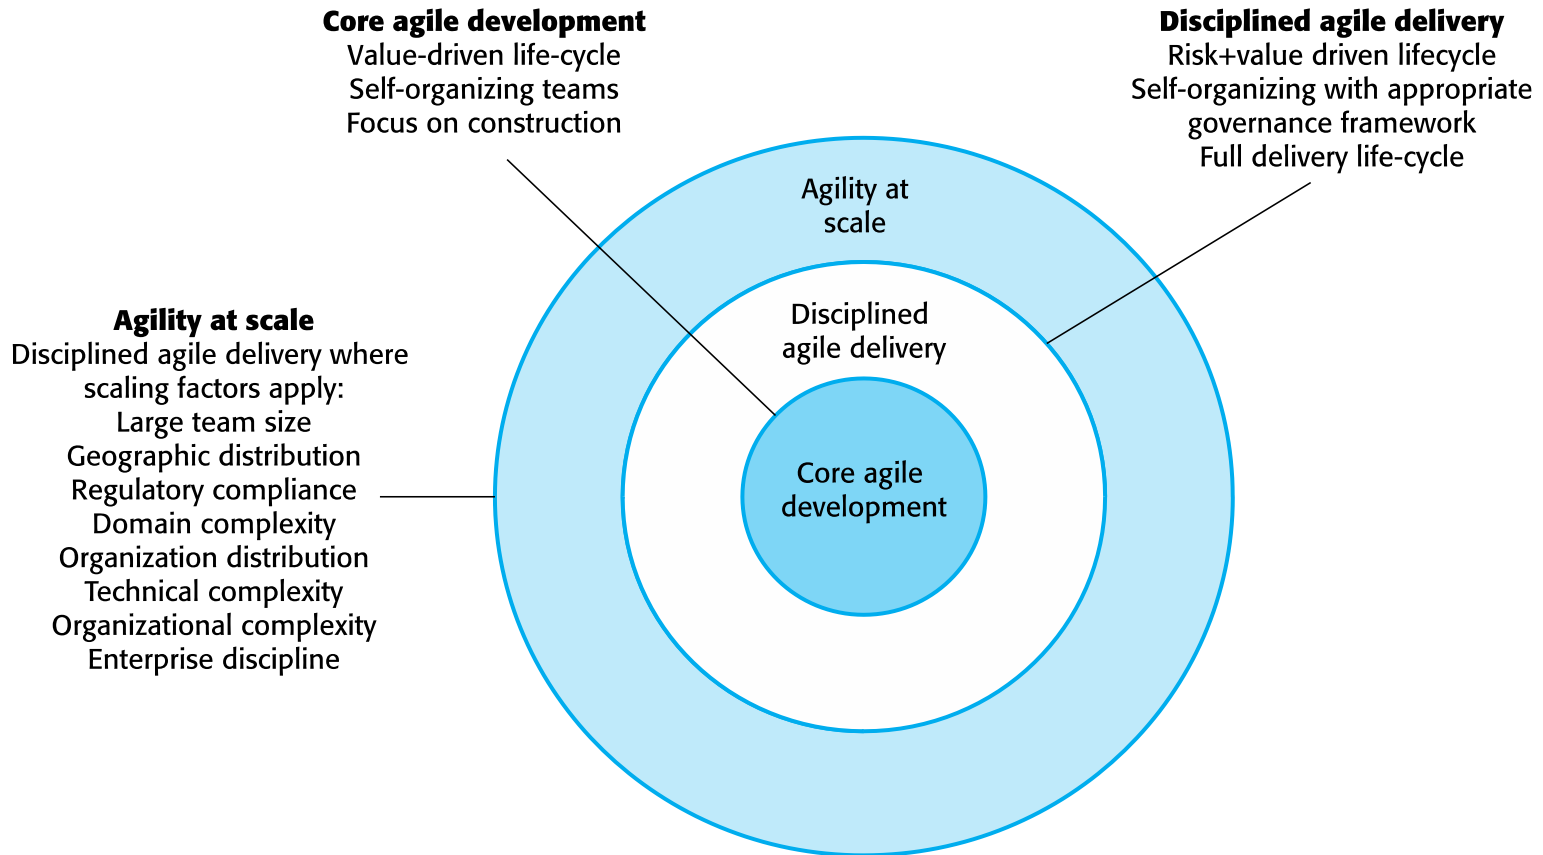 Core agile development
Value-driven life-cycle
Self-organizing teams
Focus on construction
Disciplined agile delivery
Risk+value driven lifecycle
Self-organizing with appropriate
governance framework
Full delivery life-cycle
Agility at scale
Disciplined agile delivery where
scaling factors apply:
Large team size
Geographic distribution
Regulatory compliance
Domain complexity
Organization distribution
Technical complexity
Organizational complexity
Enterprise discipline
Agility at
scale
Disciplined
agile delivery
Core agile
development